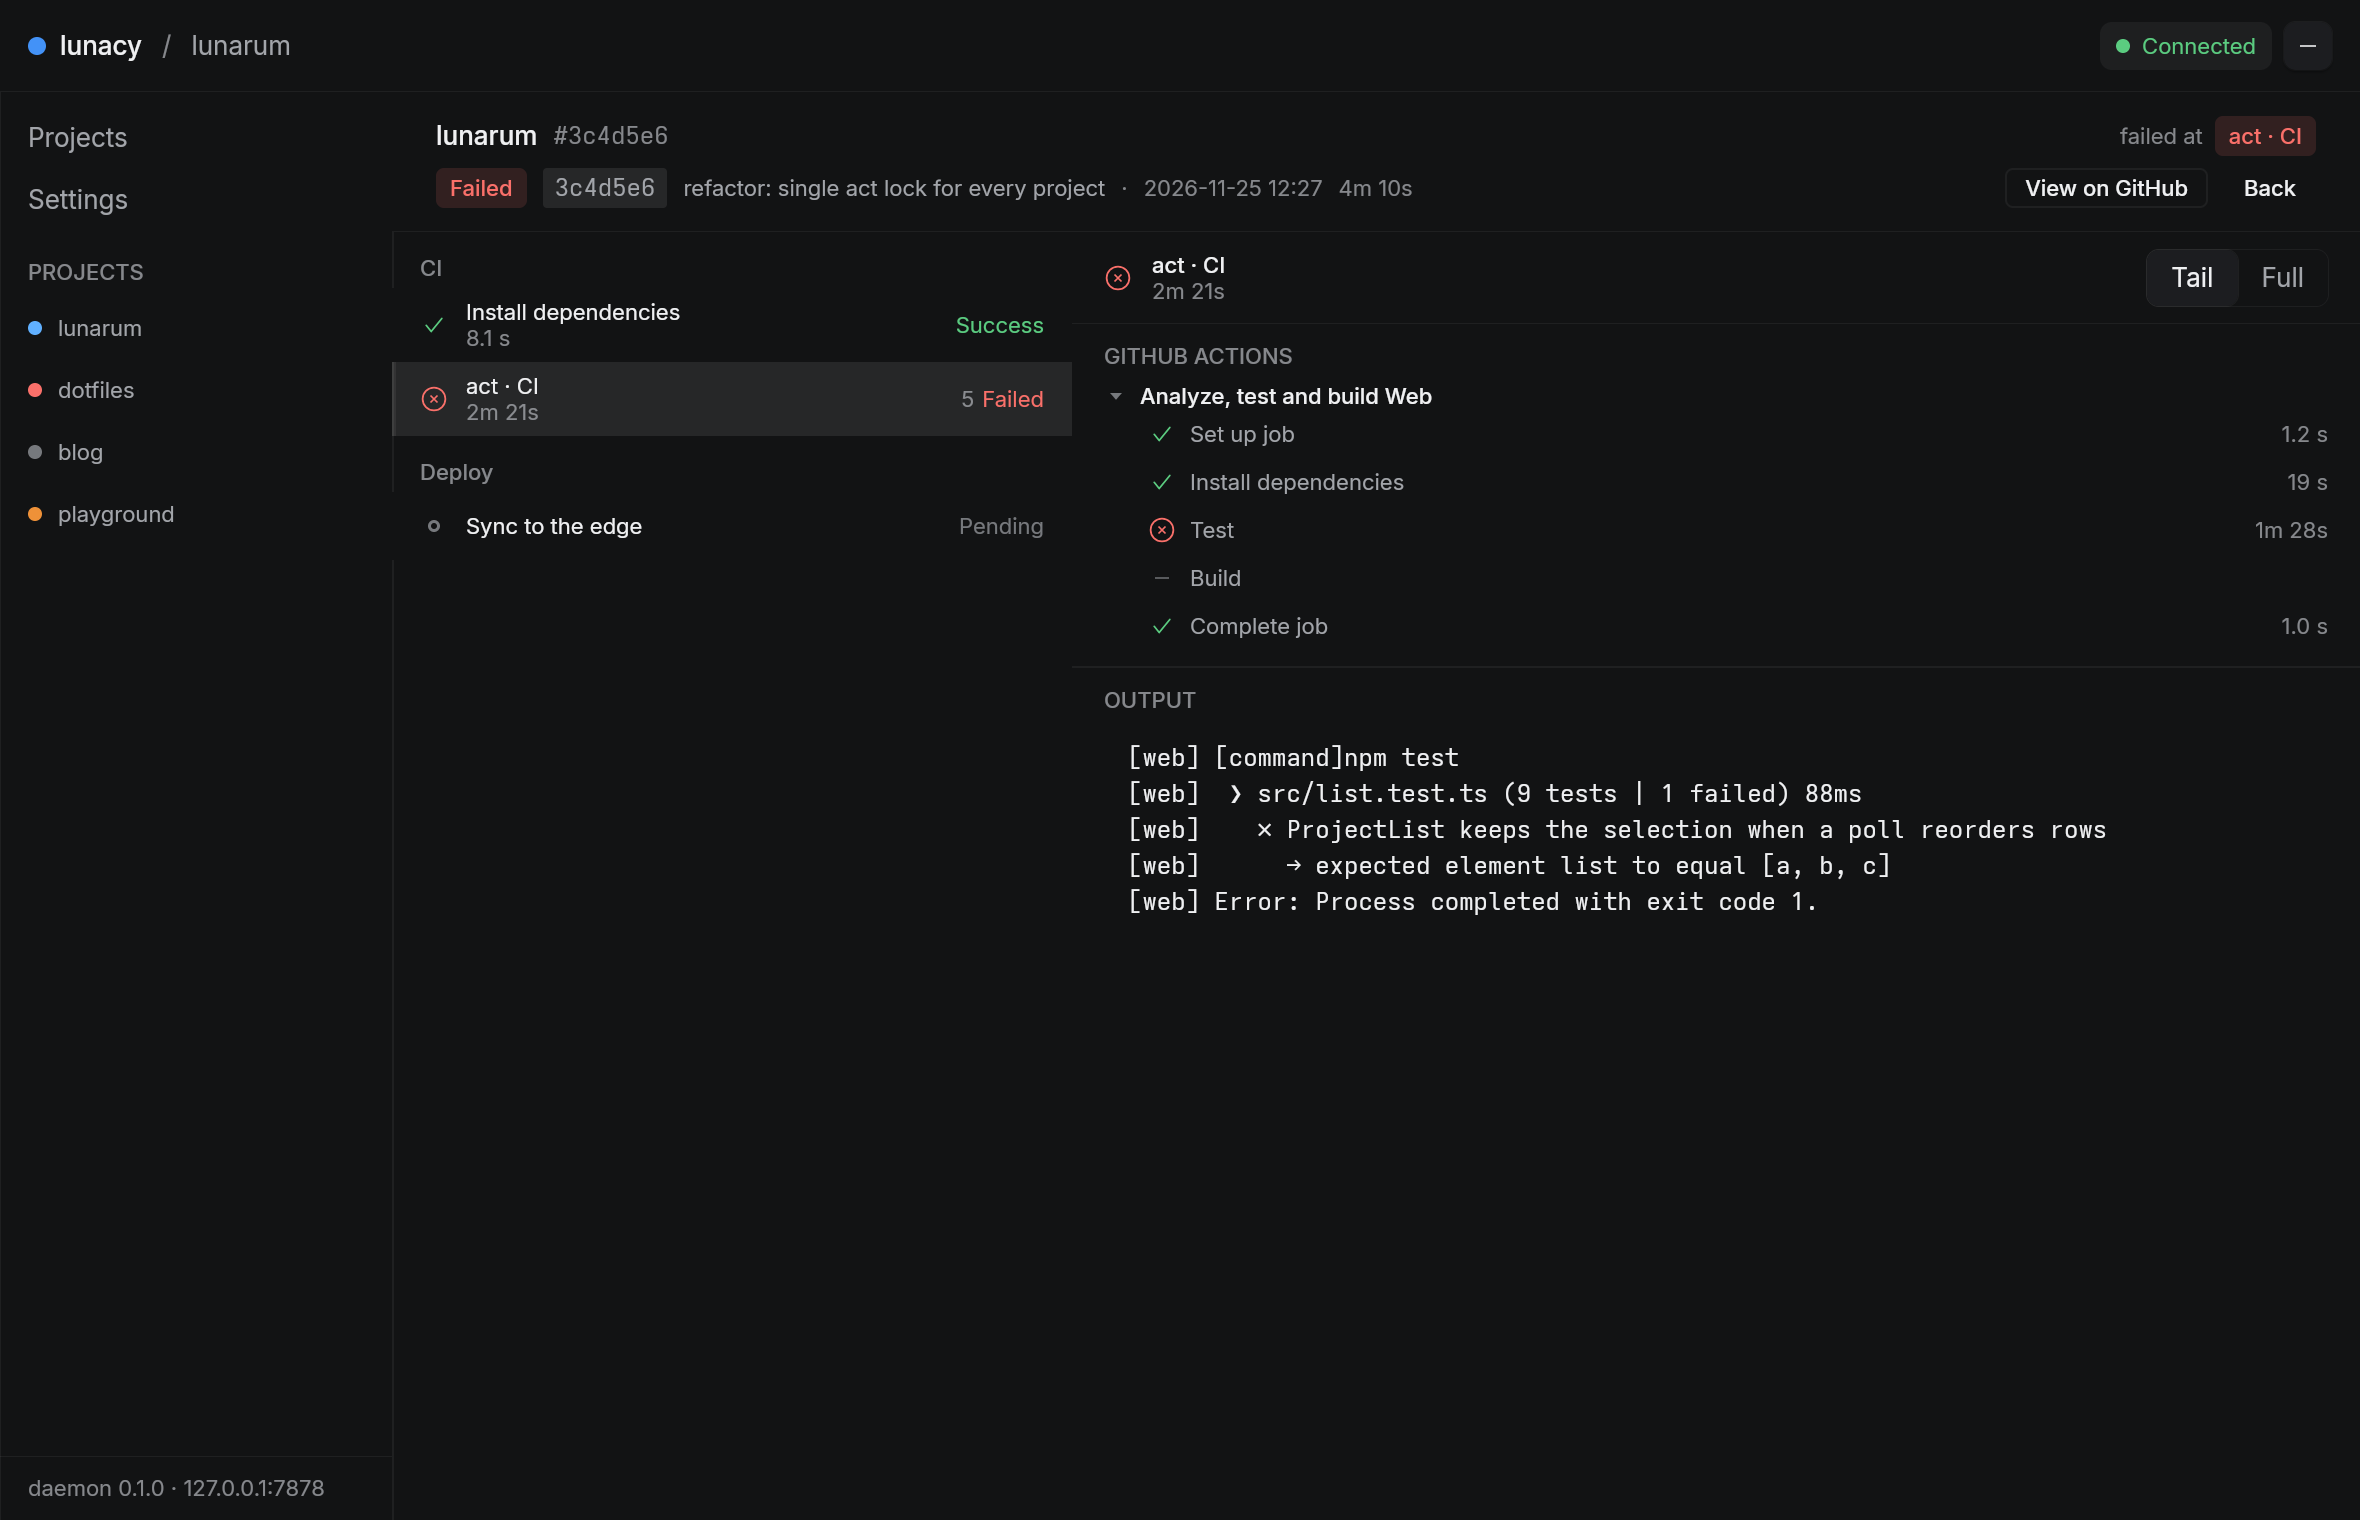 lunacy / lunarum
Connected
Projects
Settings
PROJECTS
lunarum
dotfiles
blog
playground
daemon 0.1.0 · 127.0.0.1:7878
lunarum #3c4d5e6
failed at act · CI
Failed 3c4d5e6 refactor: single act lock for every project · 2026-11-25 12:27 4m 10s
View on GitHub Back
CI
Install dependencies
8.1 s
Success
act · CI
2m 21s
5 Failed
Deploy
Sync to the edge
Pending
act · CI
2m 21s
Tail Full
GITHUB ACTIONS
Analyze, test and build Web
Set up job 1.2 s
Install dependencies 19 s
Test 1m 28s
Build
Complete job 1.0 s
OUTPUT
[web] [command]npm test
[web]  ❯ src/list.test.ts (9 tests | 1 failed) 88ms
[web]    × ProjectList keeps the selection when a poll reorders rows
[web]      → expected element list to equal [a, b, c]
[web] Error: Process completed with exit code 1.